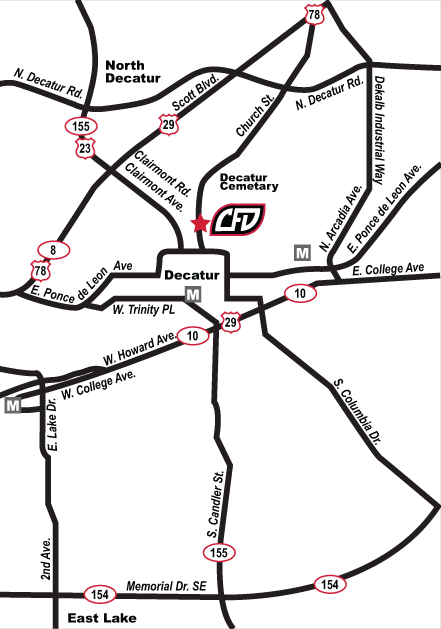 78
North
Decatur
N. Decatur Rd.
Scott Blvd.
N. Decatur Rd.
Dekalb Industrial Way
155
29
23
Church St.
Clairmont Rd.
Clairmont Ave.
Decatur
Cemetary
CFD
N. Arcadia Ave.
E. Ponce de Leon Ave.
8
78
M
E. Ponce de Leon Ave
Decatur
E. College Ave
M
10
W. Trinity PL
29
10
W. Howard Ave.
W. College Ave.
M
E. Lake Dr.
S. Columbia Dr.
S. Candler St.
155
2nd Ave.
154
Memorial Dr. SE
154
East Lake